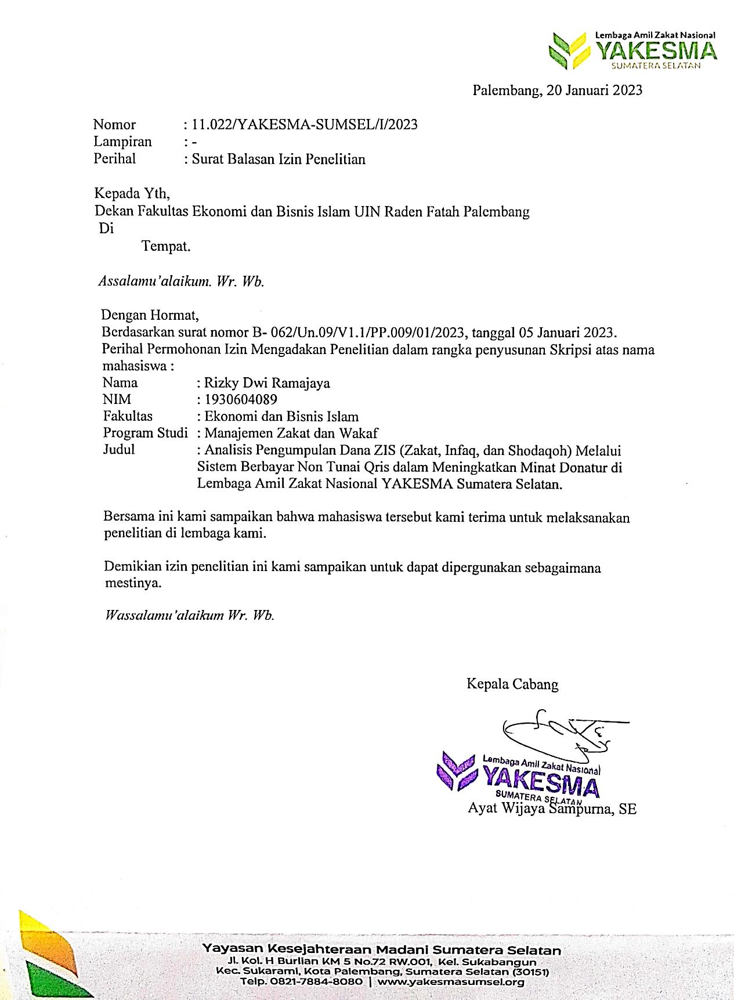 Lembaga Amil Zakat Nasional
YAKESMA
SUMATERA SELATAN
Palembang, 20 Januari 2023
Nomor : 11.022/YAKESMA-SUMSEL/I/2023
Lampiran : -
Perihal : Surat Balasan Izin Penelitian
Kepada Yth,
Dekan Fakultas Ekonomi dan Bisnis Islam UIN Raden Fatah Palembang
Di
Tempat.
Assalamu'alaikum. Wr. Wb.
Dengan Hormat,
Berdasarkan surat nomor B- 062/Un.09/V1.1/PP.009/01/2023, tanggal 05 Januari 2023.
Perihal Permohonan Izin Mengadakan Penelitian dalam rangka penyusunan Skripsi atas nama
mahasiswa :
Nama : Rizky Dwi Ramajaya
NIM : 1930604089
Fakultas : Ekonomi dan Bisnis Islam
Program Studi : Manajemen Zakat dan Wakaf
Judul : Analisis Pengumpulan Dana ZIS (Zakat, Infaq, dan Shodaqoh) Melalui
Sistem Berbayar Non Tunai Qris dalam Meningkatkan Minat Donatur di
Lembaga Amil Zakat Nasional YAKESMA Sumatera Selatan.
Bersama ini kami sampaikan bahwa mahasiswa tersebut kami terima untuk melaksanakan
penelitian di lembaga kami.
Demikian izin penelitian ini kami sampaikan untuk dapat dipergunakan sebagaimana
mestinya.
Wassalamu'alaikum Wr. Wb.
Kepala Cabang
Lembaga Amil Zakat Nasional
YAKESMA
SUMATERA SELATAN
Ayat Wijaya Sampurna, SE
Yayasan Kesejahteraan Madani Sumatera Selatan
Jl. Kol. H Burlian KM 5 No.72 RW.001, Kel. Sukabangun
Kec. Sukarami, Kota Palembang, Sumatera Selatan (30151)
Telp. 0821-7884-8080 | www.yakesmasumsel.org